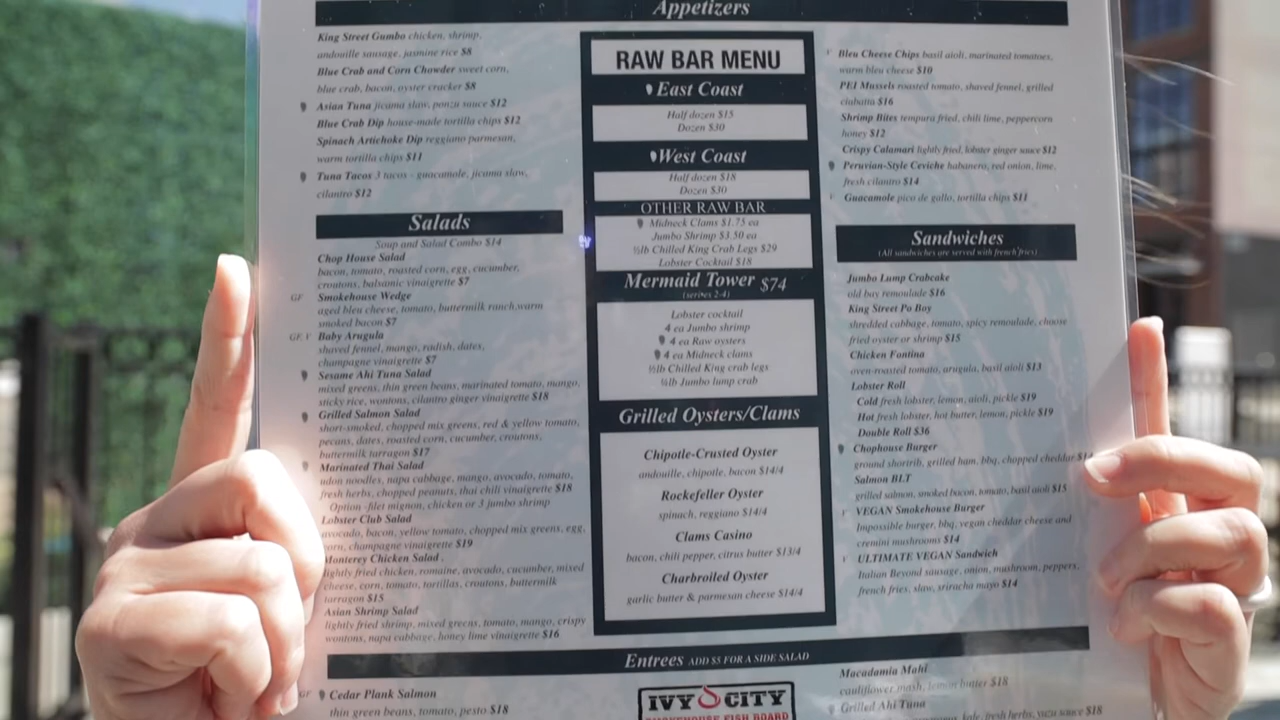 Appetizers
King Street Gumbo chicken, shrimp,
andouille sausage, jasmine rice $8
Blue Crab and Corn Chowder sweet corn,
blue crab, bacon, oyster cracker $8
Asian Tuna jicama slaw, ponzu sauce $12
Blue Crab Dip house-made tortilla chips $12
Spinach Artichoke Dip reggiano parmesan,
warm tortilla chips $11
Tuna Tacos 3 tacos - guacamole, jicama slaw,
cilantro $12
Salads
Soup and Salad Combo $14
Chop House Salad
bacon, tomato, roasted corn, egg, cucumber,
croutons, balsamic vinaigrette $7
GF Smokehouse Wedge
aged bleu cheese, tomato, buttermilk ranch,warm
smoked bacon $7
GF, V Baby Arugula
shaved fennel, mango, radish, dates,
champagne vinaigrette $7
Sesame Ahi Tuna Salad
mixed greens, thin green beans, marinated tomato, mango,
sticky rice, wontons, cilantro ginger vinaigrette $18
Grilled Salmon Salad
short-smoked, chopped mix greens, red & yellow tomato,
pecans, dates, roasted corn, cucumber, croutons,
buttermilk tarragon $17
Marinated Thai Salad
udon noodles, napa cabbage, mango, avocado, tomato,
fresh herbs, chopped peanuts, thai chili vinaigrette $18
Option -filet mignon, chicken or 5 jumbo shrimp
Lobster Club Salad
avocado, bacon, yellow tomato, chopped mix greens, egg,
corn, champagne vinaigrette $19
Monterey Chicken Salad .
lightly fried chicken, romaine, avocado, cucumber, mixed
cheese, corn, tomato, tortillas, croutons, buttermilk
tarragon $15
Asian Shrimp Salad
lightly fried shrimp, mixed greens, tomato, mango, crispy
wontons, napa cabbage, honey lime vinaigrette $16
RAW BAR MENU
East Coast
Half dozen $15
Dozen $30
West Coast
Half dozen $18
Dozen $30
OTHER RAW BAR
Midneck Clams $1.75 ea
Jumbo Shrimp $3.50 ea
½lb Chilled King Crab Legs $29
Lobster Cocktail $18
Mermaid Tower $74
(serives 2-4)
Lobster cocktail
4 ea Jumbo shrimp
4 ea Raw oysters
4 ea Midneck clams
½lb Chilled King crab legs
½lb Jumbo lump crab
Grilled Oysters/Clams
Chipotle-Crusted Oyster
andouille, chipotle, bacon $14/4
Rockefeller Oyster
spinach, reggiano $14/4
Clams Casino
bacon, chili pepper, citrus butter $13/4
Charbroiled Oyster
garlic butter & parmesan cheese $14/4
V Bleu Cheese Chips basil aioli, marinated tomatoes,
warm bleu cheese $10
PEI Mussels roasted tomato, shaved fennel, grilled
ciabatta $16
Shrimp Bites tempura fried, chili lime, peppercorn
honey $12
Crispy Calamari lightly fried, lobster ginger sauce $12
Peruvian-Style Ceviche habanero, red onion, lime,
fresh cilantro $14
V Guacamole pico de gallo, tortilla chips $11
Sandwiches
(All sandwiches are served with french fries)
Jumbo Lump Crabcake
old bay remoulade $16
King Street Po Boy
shredded cabbage, tomato, spicy remoulade, choose
fried oyster or shrimp $15
Chicken Fontina
oven-roasted tomato, arugula, basil aioli $13
Lobster Roll
Cold fresh lobster, lemon, aioli, pickle $19
Hot fresh lobster, hot butter, lemon, pickle $19
Double Roll $36
Chophouse Burger
ground shortrib, grilled ham, bbq, chopped cheddar $14
Salmon BLT
grilled salmon, smoked bacon, tomato, basil aioli $15
V VEGAN Smokehouse Burger
Impossible burger, bbq, vegan cheddar cheese and
cremini mushrooms $14
V ULTIMATE VEGAN Sandwich
Italian Beyond sausage, onion, mushroom, peppers,
french fries, slaw, sriracha mayo $14
Entrees ADD $5 FOR A SIDE SALAD
GF Cedar Plank Salmon
thin green beans, tomato, pesto $18
IVY CITY
SMOKEHOUSE FISH BOARD
Macadamia Mahi
cauliflower mash, lemon butter $18
Grilled Ahi Tuna
kale, fresh herbs, yuzu sauce $18